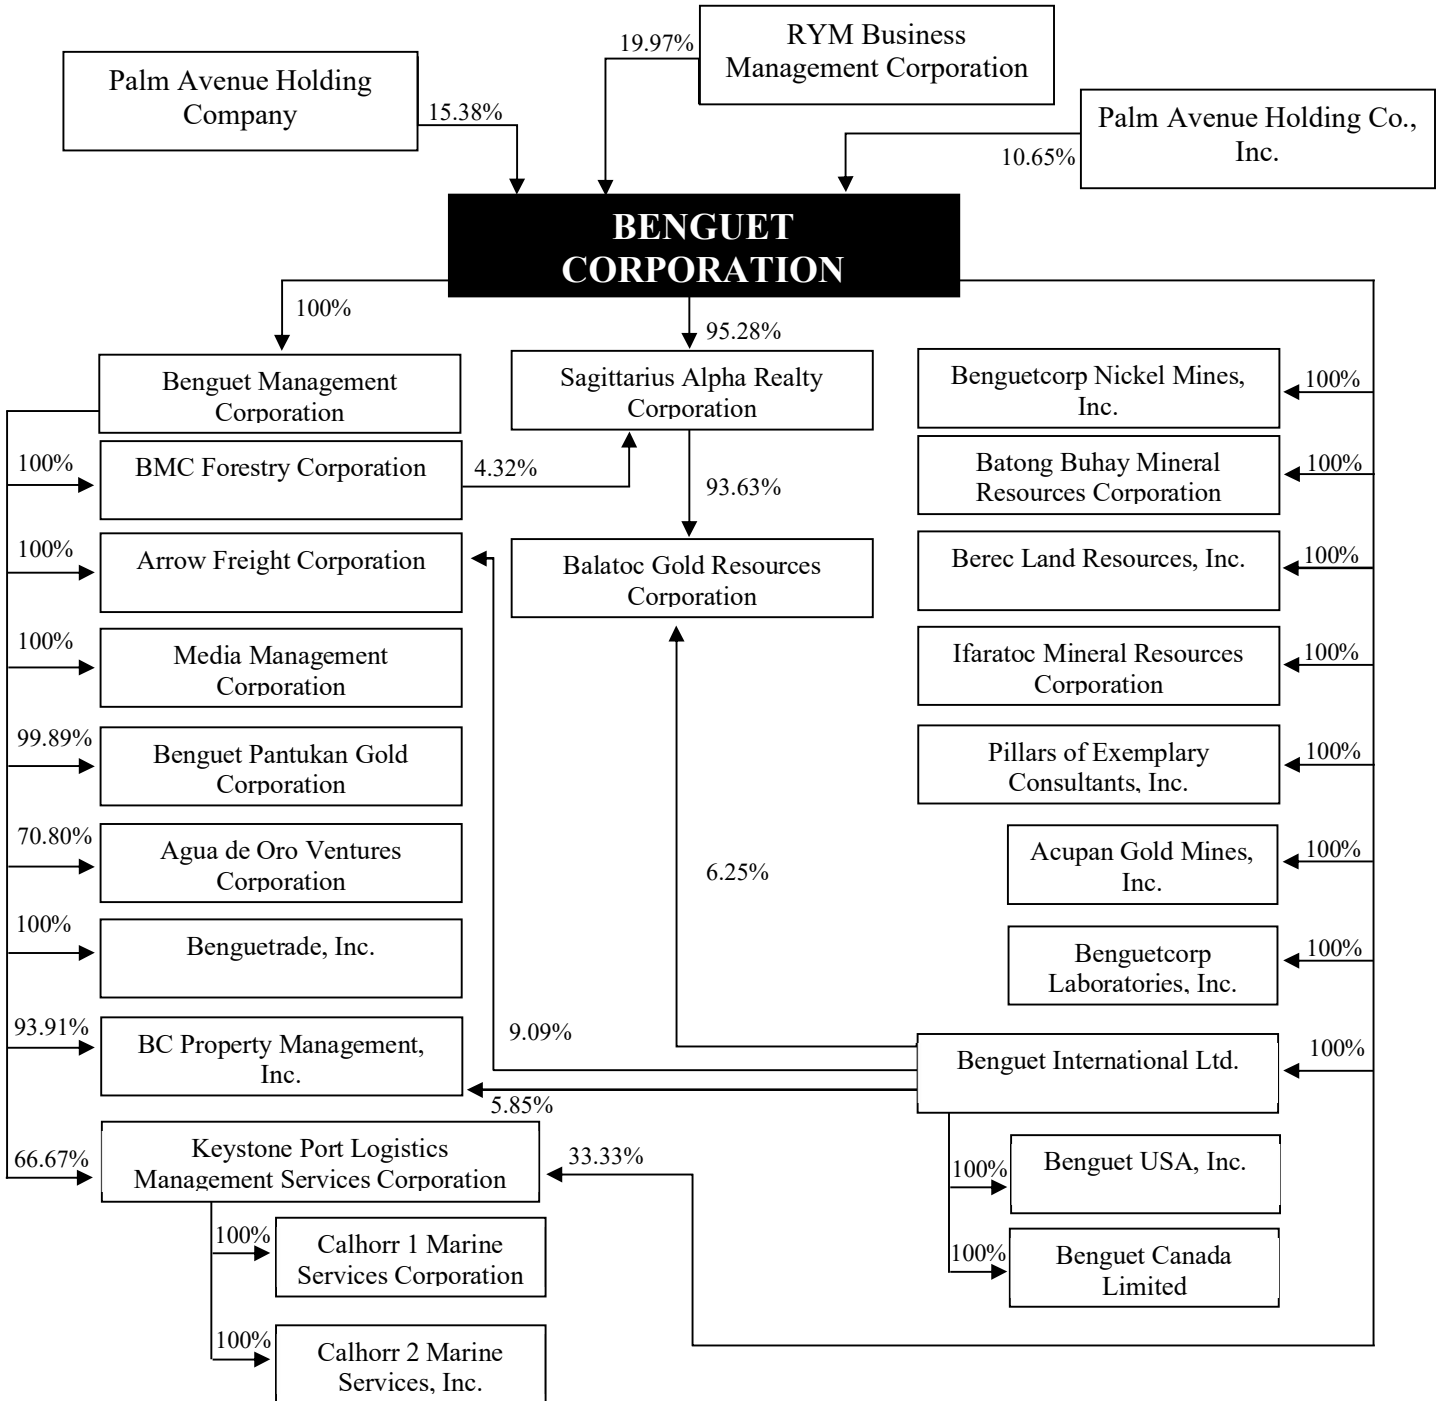 RYM Business
Management Corporation
19.97%
Palm Avenue Holding
Company
15.38%
Palm Avenue Holding Co.,
Inc.
10.65%
BENGUET
CORPORATION
100%
95.28%
Benguet Management
Corporation
Sagittarius Alpha Realty
Corporation
Benguetcorp Nickel Mines,
Inc.
100%
100%
BMC Forestry Corporation
4.32%
93.63%
Batong Buhay Mineral
Resources Corporation
100%
100%
Arrow Freight Corporation
Balatoc Gold Resources
Corporation
Berec Land Resources, Inc.
100%
100%
Media Management
Corporation
Ifaratoc Mineral Resources
Corporation
100%
99.89%
Benguet Pantukan Gold
Corporation
Pillars of Exemplary
Consultants, Inc.
100%
70.80%
Agua de Oro Ventures
Corporation
6.25%
Acupan Gold Mines,
Inc.
100%
100%
Benguetrade, Inc.
Benguetcorp
Laboratories, Inc.
100%
93.91%
BC Property Management,
Inc.
9.09%
5.85%
Benguet International Ltd.
100%
66.67%
Keystone Port Logistics
Management Services Corporation
33.33%
100%
Benguet USA, Inc.
100%
Calhorr 1 Marine
Services Corporation
100%
Benguet Canada
Limited
100%
Calhorr 2 Marine
Services, Inc.